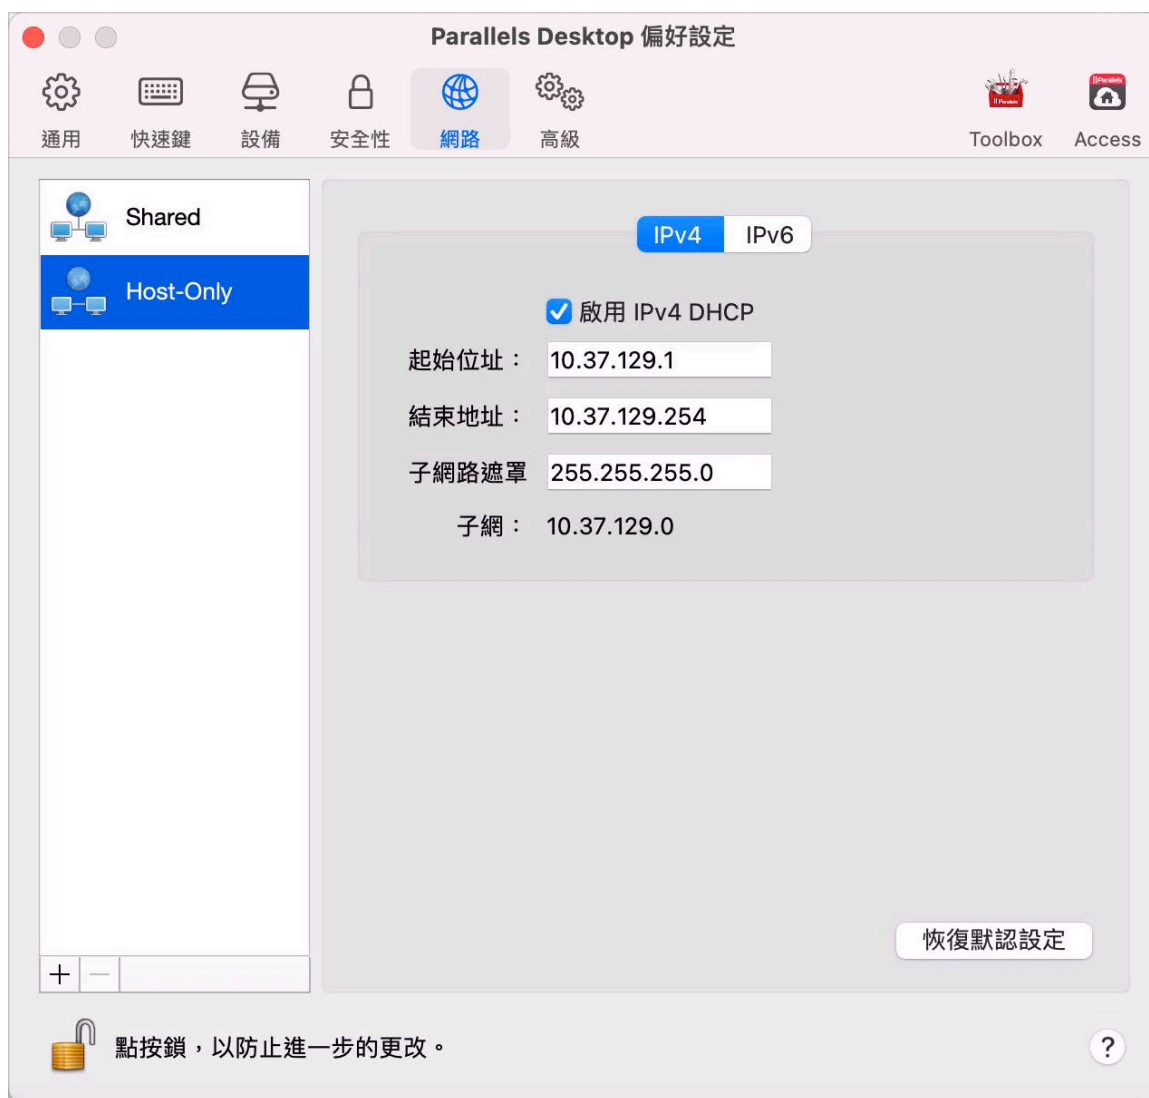 Parallels Desktop 偏好設定
通用 快速鍵 設備 安全性 網路 高級 Toolbox Access
Shared
Host-Only
IPv4 IPv6
啟用 IPv4 DHCP
起始位址： 10.37.129.1
結束地址： 10.37.129.254
子網路遮罩 255.255.255.0
子網： 10.37.129.0
恢復默認設定
點按鎖，以防止進一步的更改。
?